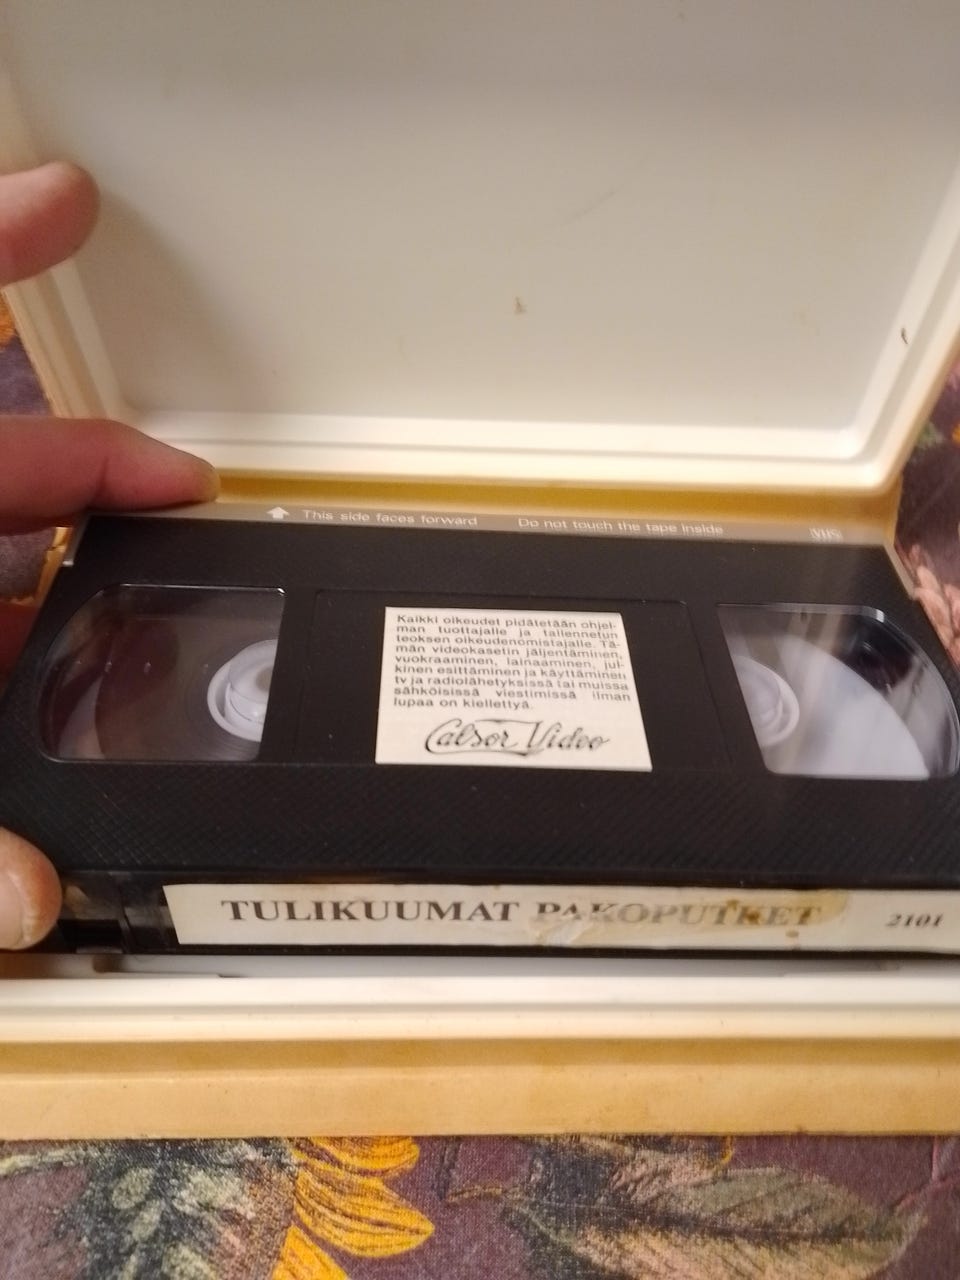 This side faces forward Do not touch the tape inside VHS
Kaikki oikeudet pidätetään ohjel-
man tuottajalle ja tallennetun
teoksen oikeudenomistajalle. Tä-
män videokasetin jäljentäminen,
vuokraaminen, lainaaminen, jul-
kinen esittäminen ja käyttäminen
tv ja radiolähetyksissä tai muissa
sähköisissä viestimissä ilman
lupaa on kiellettyä.
Calsor Video
TULIKUUMAT PAKOPUTKET 2101